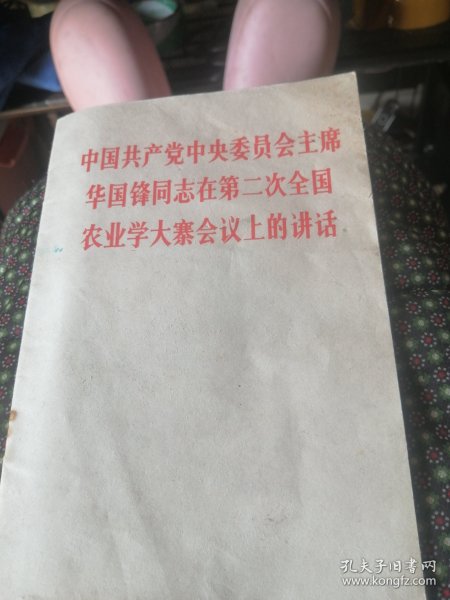 中国共产党中央委员会主席
华国锋同志在第二次全国
农业学大寨会议上的讲话
孔夫子旧书网
www.kongfz.com